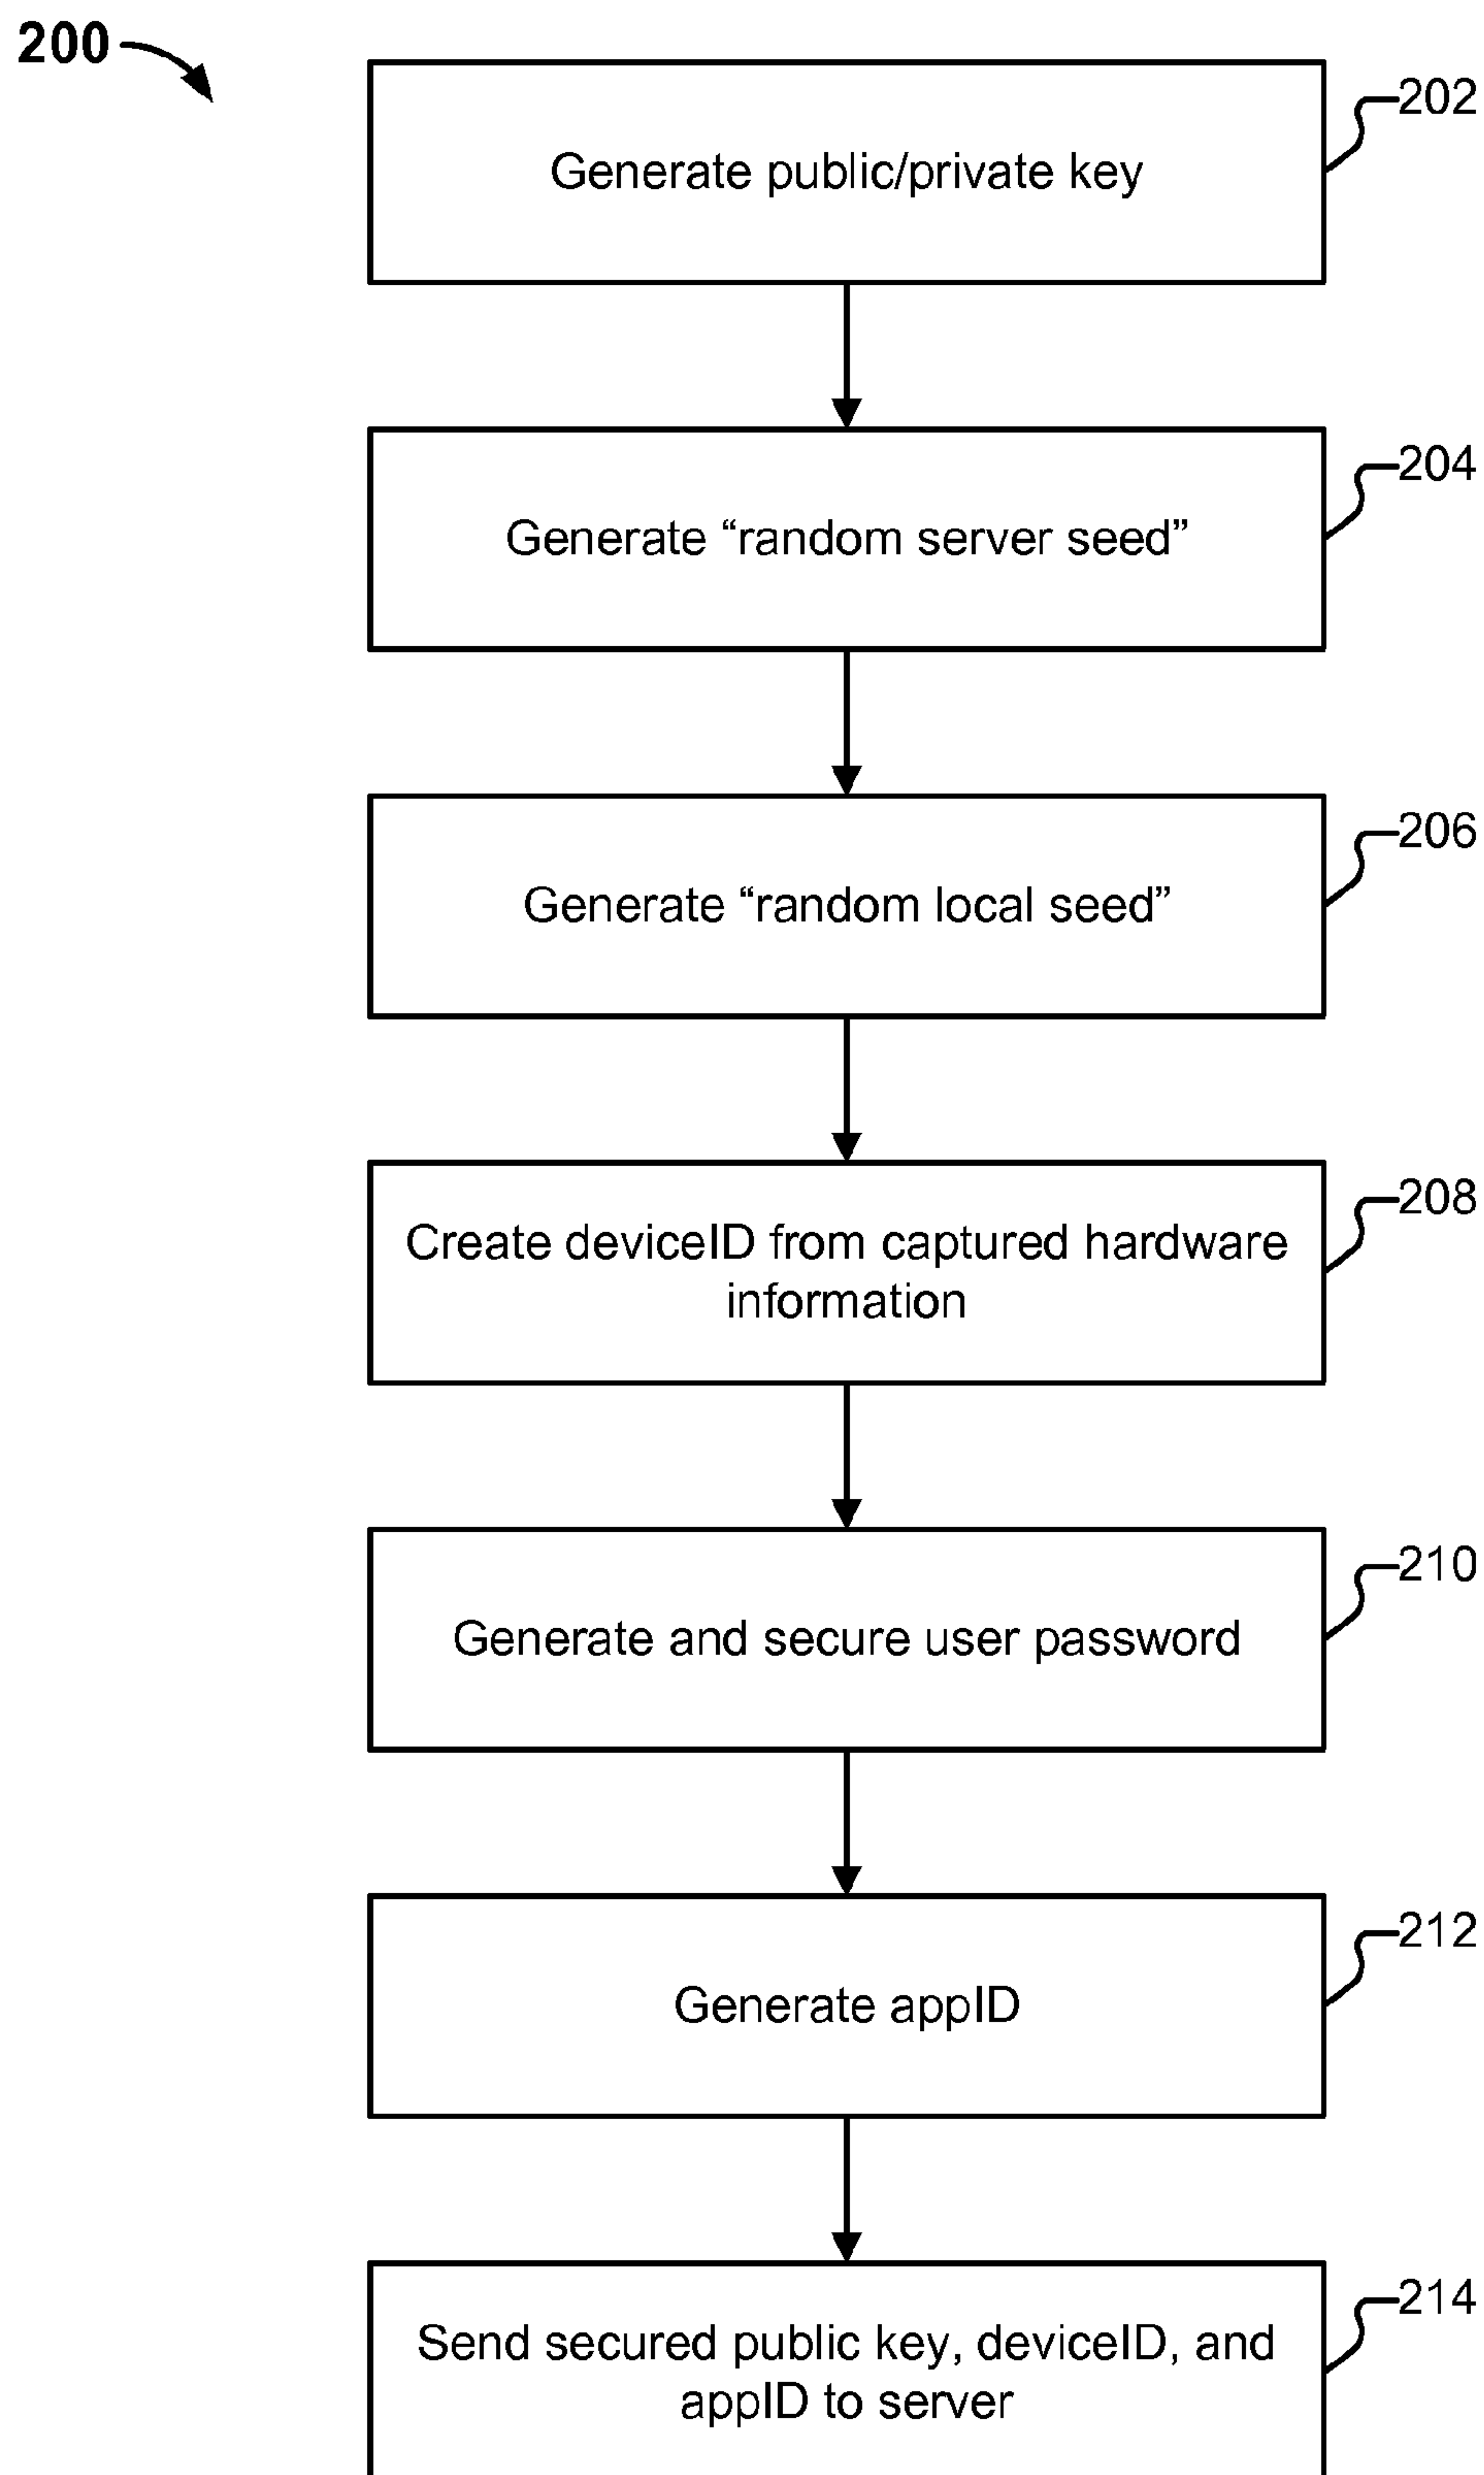 200
Generate public/private key
202
Generate “random server seed”
204
Generate “random local seed”
206
Create deviceID from captured hardware
information
208
Generate and secure user password
210
Generate appID
212
Send secured public key, deviceID, and
appID to server
214